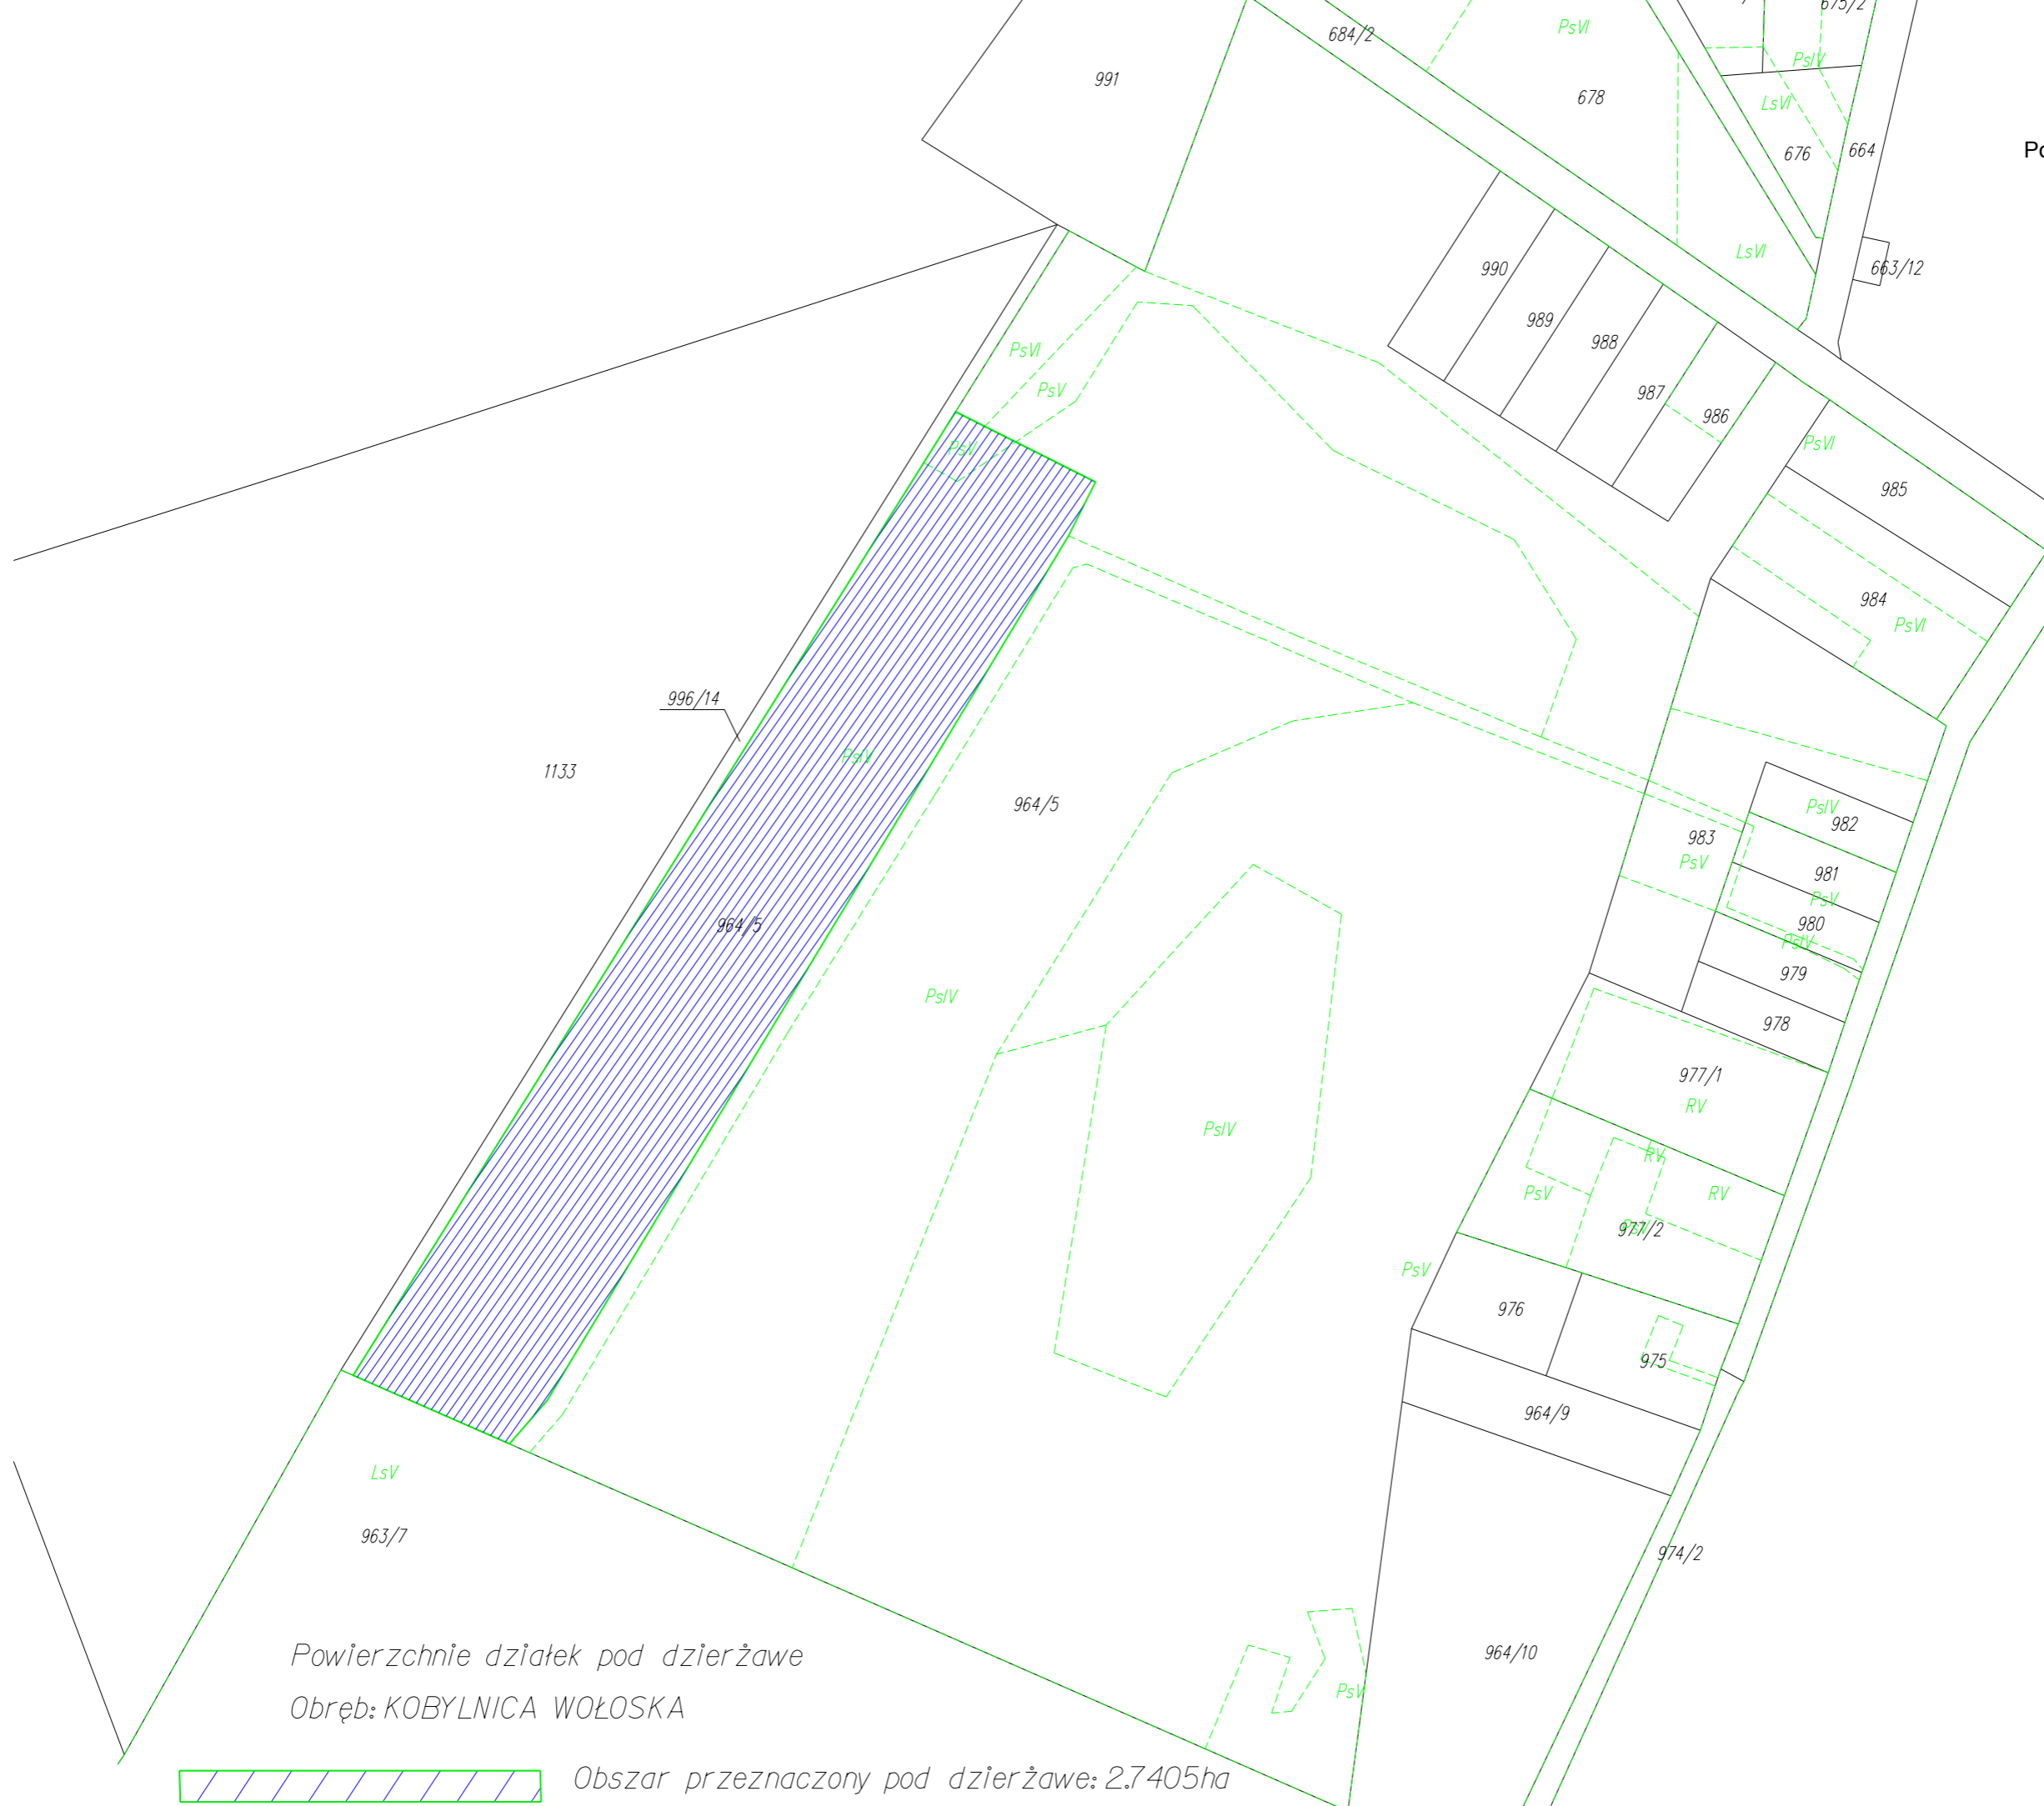 675/2
684/2
PsVI
PsIV
991
678
LsVI
676
664
Po
LsVI
990
663/12
989
988
PsVI
PsV
987
986
PsVI
PsV
985
984
PsVI
996/14
PsIV
1133
964/5
PsIV
982
983
PsV
981
PsV
964/5
980
PsIV
979
PsIV
978
977/1
RV
PsIV
RV
PsV
RV
PsV
977/2
PsV
976
975
964/9
LsV
963/7
974/2
964/10
PsV
Powierzchnie działek pod dzierżawe
Obręb: KOBYLNICA WOŁOSKA
Obszar przeznaczony pod dzierżawe: 2.7405ha